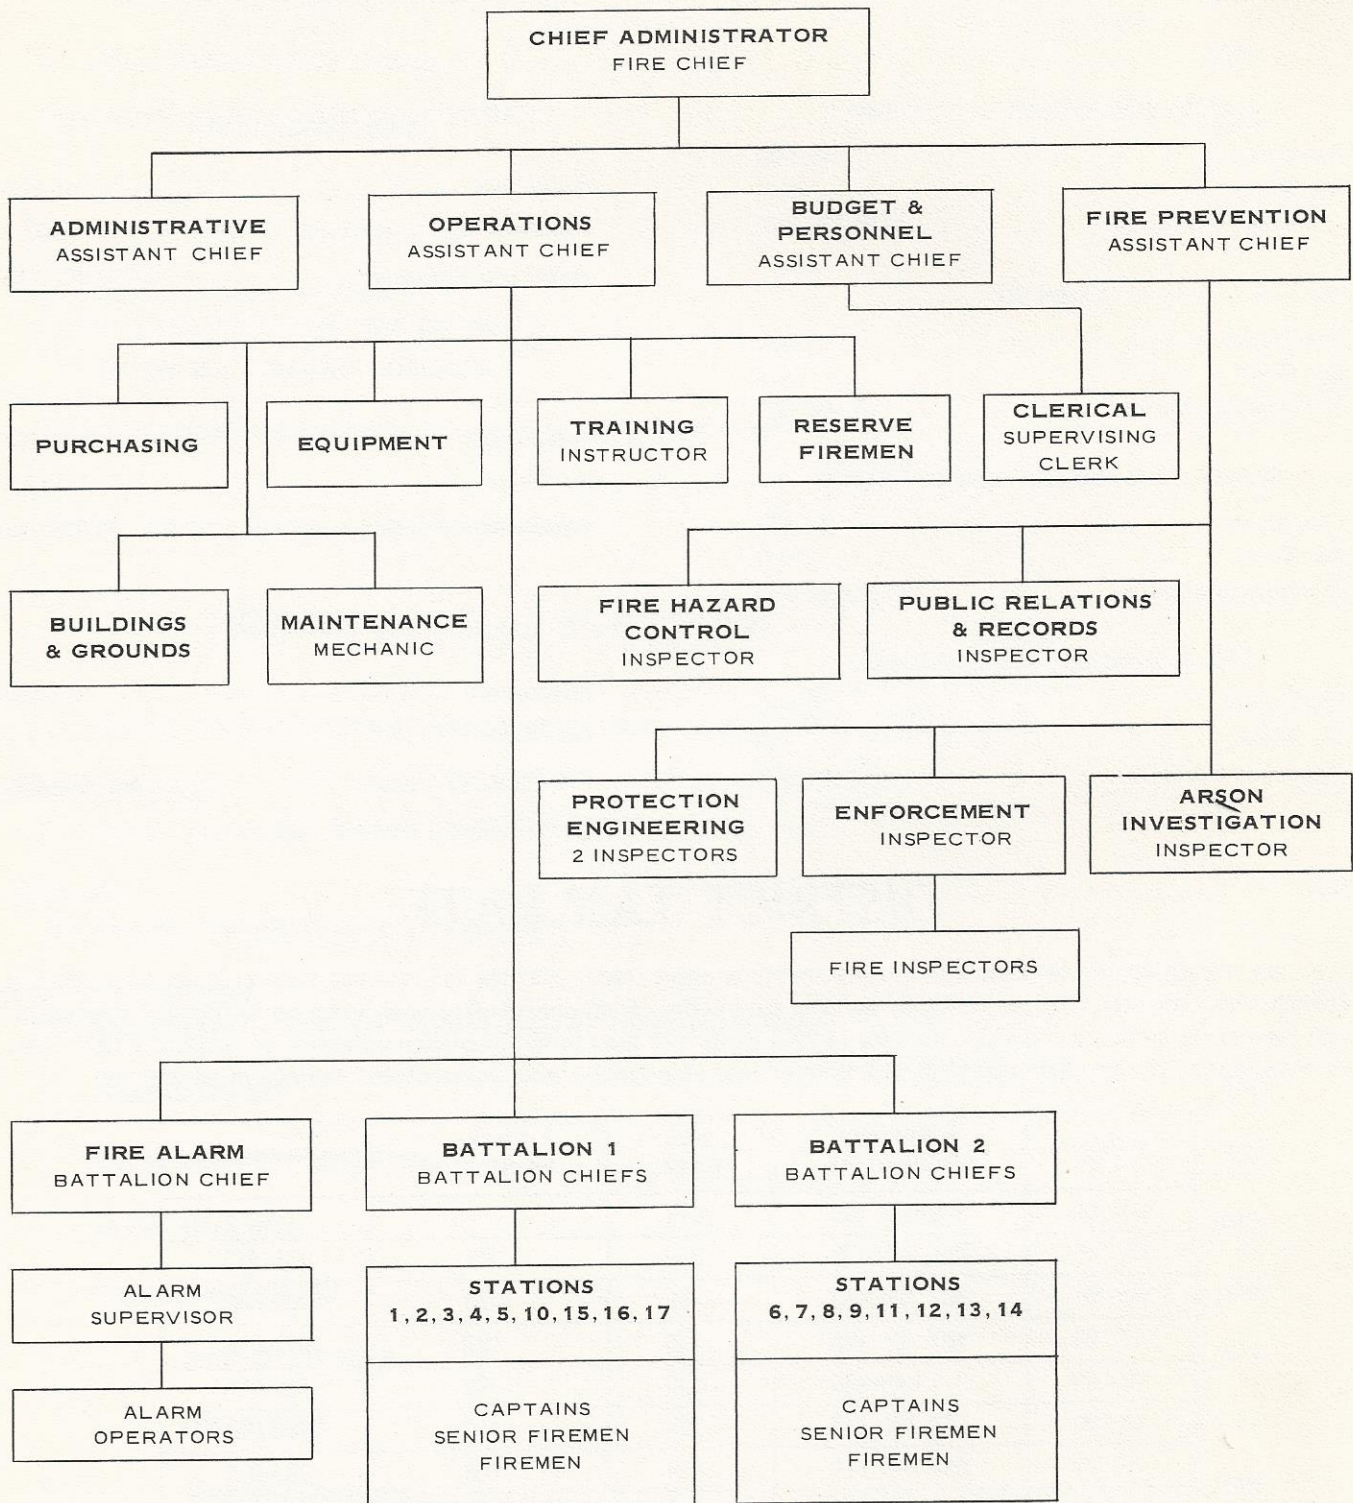 CHIEF ADMINISTRATOR
FIRE CHIEF
ADMINISTRATIVE
ASSISTANT CHIEF
OPERATIONS
ASSISTANT CHIEF
BUDGET &
PERSONNEL
ASSISTANT CHIEF
FIRE PREVENTION
ASSISTANT CHIEF
PURCHASING
EQUIPMENT
TRAINING
INSTRUCTOR
RESERVE
FIREMEN
CLERICAL
SUPERVISING
CLERK
BUILDINGS
& GROUNDS
MAINTENANCE
MECHANIC
FIRE HAZARD
CONTROL
INSPECTOR
PUBLIC RELATIONS
& RECORDS
INSPECTOR
PROTECTION
ENGINEERING
2 INSPECTORS
ENFORCEMENT
INSPECTOR
ARSON
INVESTIGATION
INSPECTOR
FIRE INSPECTORS
FIRE ALARM
BATTALION CHIEF
BATTALION 1
BATTALION CHIEFS
BATTALION 2
BATTALION CHIEFS
ALARM
SUPERVISOR
STATIONS
1, 2, 3, 4, 5, 10, 15, 16, 17
STATIONS
6, 7, 8, 9, 11, 12, 13, 14
ALARM
OPERATORS
CAPTAINS
SENIOR FIREMEN
FIREMEN
CAPTAINS
SENIOR FIREMEN
FIREMEN